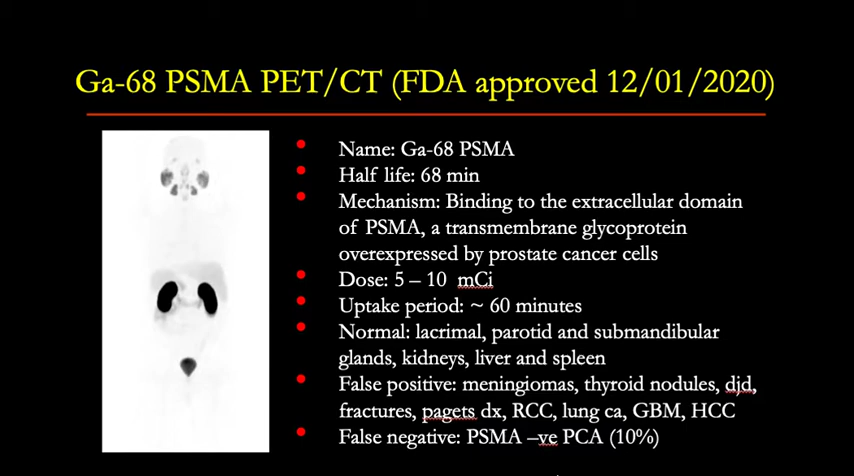 Ga-68 PSMA PET/CT (FDA approved 12/01/2020)
• Name: Ga-68 PSMA
• Half life: 68 min
• Mechanism: Binding to the extracellular domain
of PSMA, a transmembrane glycoprotein
overexpressed by prostate cancer cells
• Dose: 5 – 10 mCi
• Uptake period: ~ 60 minutes
• Normal: lacrimal, parotid and submandibular
glands, kidneys, liver and spleen
• False positive: meningiomas, thyroid nodules, djd,
fractures, pagets dx, RCC, lung ca, GBM, HCC
• False negative: PSMA –ve PCA (10%)